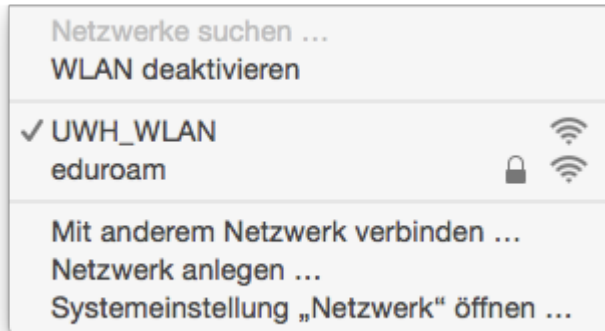 Netzwerke suchen …
WLAN deaktivieren
UWH_WLAN
eduroam
Mit anderem Netzwerk verbinden …
Netzwerk anlegen …
Systemeinstellung „Netzwerk“ öffnen …